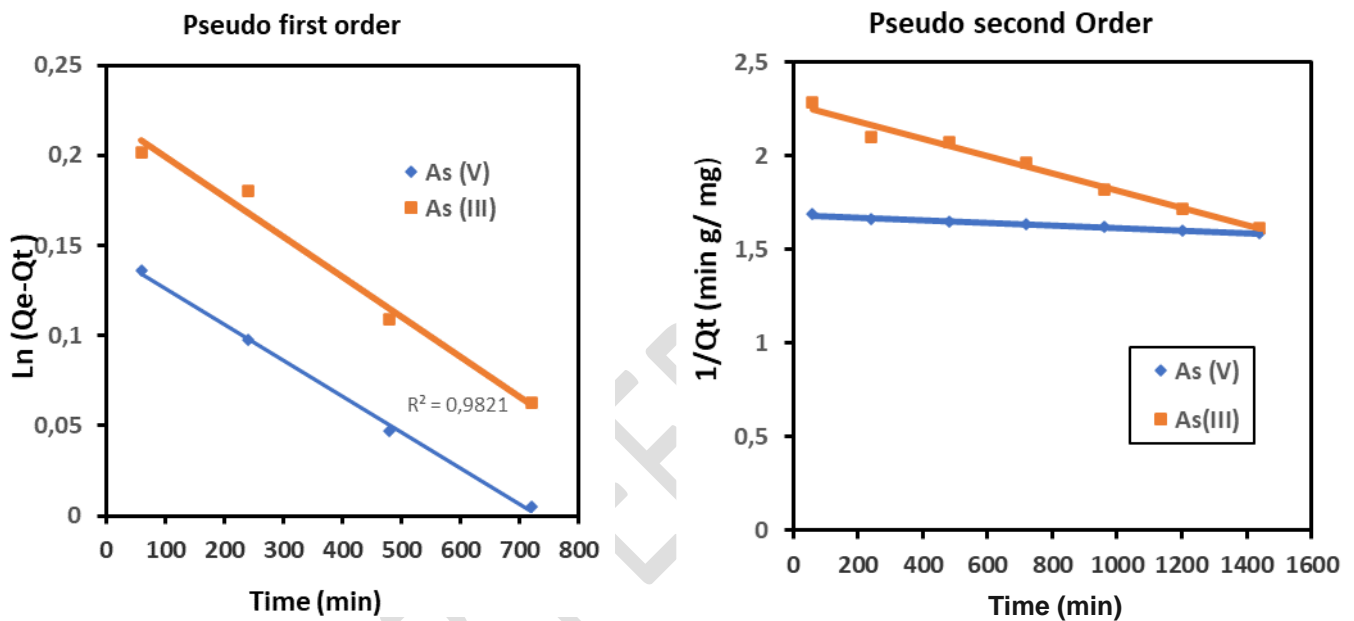 Pseudo first order
0,25
0,2
0,15
0,1
0,05
0
Ln (Qe-Qt)
As (V)
As (III)
R² = 0,9821
0 100 200 300 400 500 600 700 800
Time (min)
Pseudo second Order
2,5
2
1,5
1
0,5
0
1/Qt (min g/ mg)
As (V)
As(III)
0 200 400 600 800 1000 1200 1400 1600
Time (min)